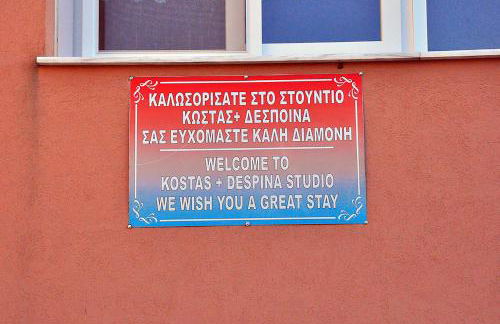 ΚΑΛΩΣΟΡΙΣΑΤΕ ΣΤΟ ΣΤΟΥΝΤΙΟ
ΚΩΣΤΑΣ+ ΔΕΣΠΟΙΝΑ
ΣΑΣ ΕΥΧΟΜΑΣΤΕ ΚΑΛΗ ΔΙΑΜΟΝΗ
WELCOME TO
KOSTAS + DESPINA STUDIO
WE WISH YOU A GREAT STAY